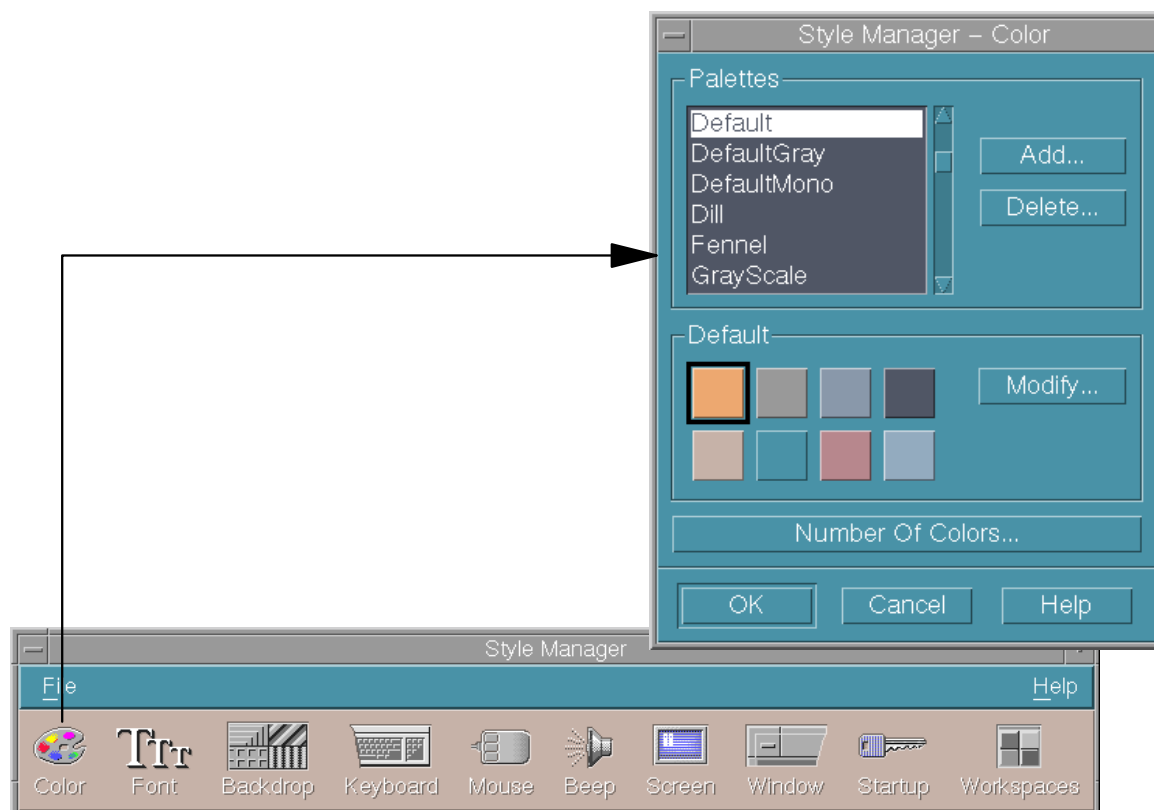 Style Manager – Color
Palettes
Default
DefaultGray
DefaultMono
Dill
Fennel
GrayScale
Add...
Delete...
Default
Modify...
Number Of Colors...
OK Cancel Help
Style Manager
File Help
Color Font Backdrop Keyboard Mouse Beep Screen Window Startup Workspaces